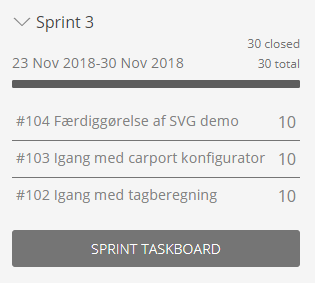 Sprint 3
30 closed
23 Nov 2018-30 Nov 2018
30 total
#104 Færdiggørelse af SVG demo 10
#103 Igang med carport konfigurator 10
#102 Igang med tagberegning 10
SPRINT TASKBOARD